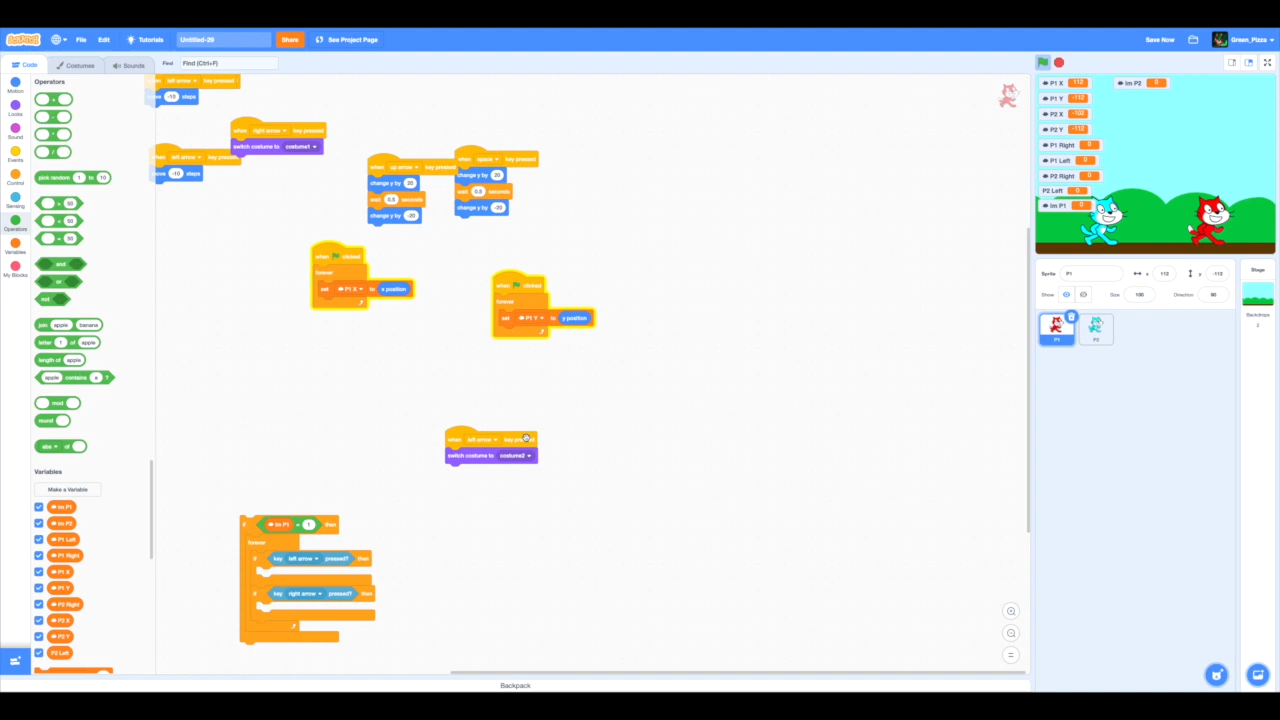 SCRATCH File Edit Tutorials Untitled-29 Share See Project Page Save Now Green_Pizza
Code Costumes Sounds Find Find (Ctrl+F)
Motion
Looks
Sound
Events
Control
Sensing
Operators
Variables
My Blocks
Operators
+
-
*
/
pick random 1 to 10
> 50
< 50
= 50
and
or
not
join apple banana
letter 1 of apple
length of apple
apple contains a ?
mod
round
abs of
Variables
Make a Variable
Im P1
Im P2
P1 Left
P1 Right
P1 X
P1 Y
P2 Right
P2 X
P2 Y
P2 Left
left arrow key pressed
-10 steps
when right arrow key pressed
switch costume to costume1
when left arrow key pressed
move -10 steps
when up arrow key pressed
change y by 20
wait 0.5 seconds
change y by -20
when space key pressed
change y by 20
wait 0.5 seconds
change y by -20
when clicked
forever
set P1 X to x position
when clicked
forever
set P1 Y to y position
when left arrow key pressed
switch costume to costume2
if Im P1 = 1 then
forever
if key left arrow pressed? then
if key right arrow pressed? then
Backpack
P1 X 112
P1 Y -112
P2 X -100
P2 Y -112
P1 Right 0
P1 Left 0
P2 Right 0
P2 Left 0
Im P1 0
Im P2 0
Sprite P1 x 112 y -112
Show Size 100 Direction 90
P1
P2
Stage
Backdrops
2